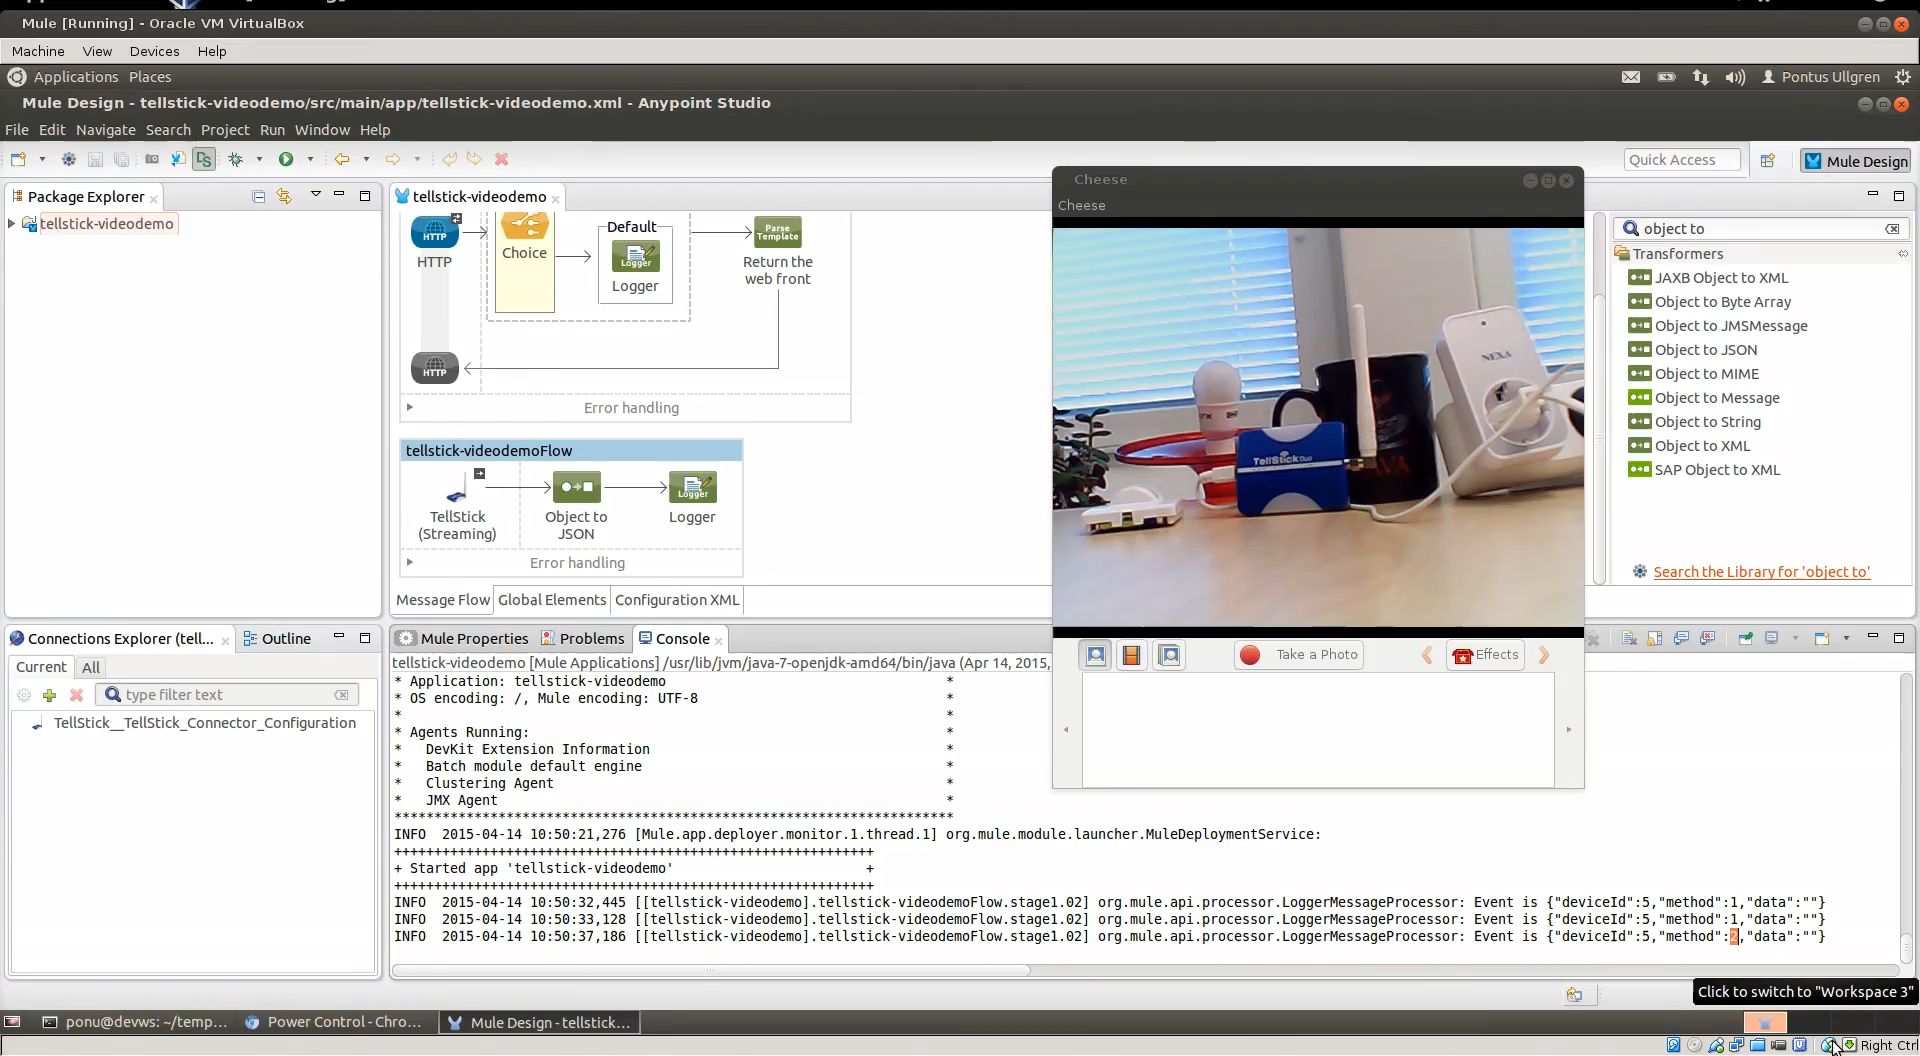 Mule [Running] - Oracle VM VirtualBox
Machine View Devices Help
Applications Places
Pontus Ullgren
Mule Design - tellstick-videodemo/src/main/app/tellstick-videodemo.xml - Anypoint Studio
File Edit Navigate Search Project Run Window Help
Quick Access
Mule Design
Package Explorer
tellstick-videodemo
tellstick-videodemo
HTTP
HTTP
Choice
Default
Logger
Logger
Parse Template
Return the
web front
HTTP
Error handling
tellstick-videodemoFlow
TellStick
(Streaming)
Object to
JSON
Logger
Logger
Error handling
Message Flow
Global Elements
Configuration XML
Cheese
Cheese
NEXA
TellStick Duo
Take a Photo
Effects
object to
Transformers
JAXB Object to XML
Object to Byte Array
Object to JMSMessage
Object to JSON
Object to MIME
Object to Message
Object to String
Object to XML
SAP Object to XML
Search the Library for 'object to'
Connections Explorer (tell...
Outline
Current
All
type filter text
TellStick__TellStick_Connector_Configuration
Mule Properties
Problems
Console
tellstick-videodemo [Mule Applications] /usr/lib/jvm/java-7-openjdk-amd64/bin/java (Apr 14, 2015,
* Application: tellstick-videodemo *
* OS encoding: /, Mule encoding: UTF-8 *
* *
* Agents Running: *
* DevKit Extension Information *
* Batch module default engine *
* Clustering Agent *
* JMX Agent *
**********************************************************************
INFO 2015-04-14 10:50:21,276 [Mule.app.deployer.monitor.1.thread.1] org.mule.module.launcher.MuleDeploymentService:
++++++++++++++++++++++++++++++++++++++++++++++++++++++++++++
+ Started app 'tellstick-videodemo' +
++++++++++++++++++++++++++++++++++++++++++++++++++++++++++++
INFO 2015-04-14 10:50:32,445 [[tellstick-videodemo].tellstick-videodemoFlow.stage1.02] org.mule.api.processor.LoggerMessageProcessor: Event is {"deviceId":5,"method":1,"data":""}
INFO 2015-04-14 10:50:33,128 [[tellstick-videodemo].tellstick-videodemoFlow.stage1.02] org.mule.api.processor.LoggerMessageProcessor: Event is {"deviceId":5,"method":1,"data":""}
INFO 2015-04-14 10:50:37,186 [[tellstick-videodemo].tellstick-videodemoFlow.stage1.02] org.mule.api.processor.LoggerMessageProcessor: Event is {"deviceId":5,"method":2,"data":""}
Click to switch to "Workspace 3"
ponu@devws: ~/temp...
Power Control - Chro...
Mule Design - tellstick...
Right Ctrl